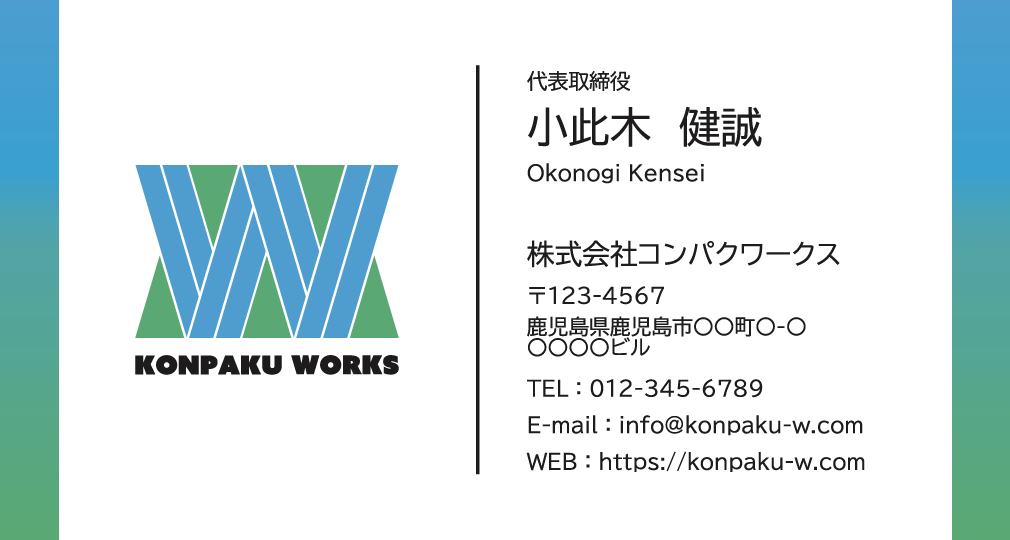 KONPAKU WORKS
代表取締役
小此木 健誠
Okonogi Kensei
株式会社コンパクワークス
〒123-4567
鹿児島県鹿児島市〇〇町〇-〇
〇〇〇〇ビル
TEL：012-345-6789
E-mail：info@konpaku-w.com
WEB：https://konpaku-w.com